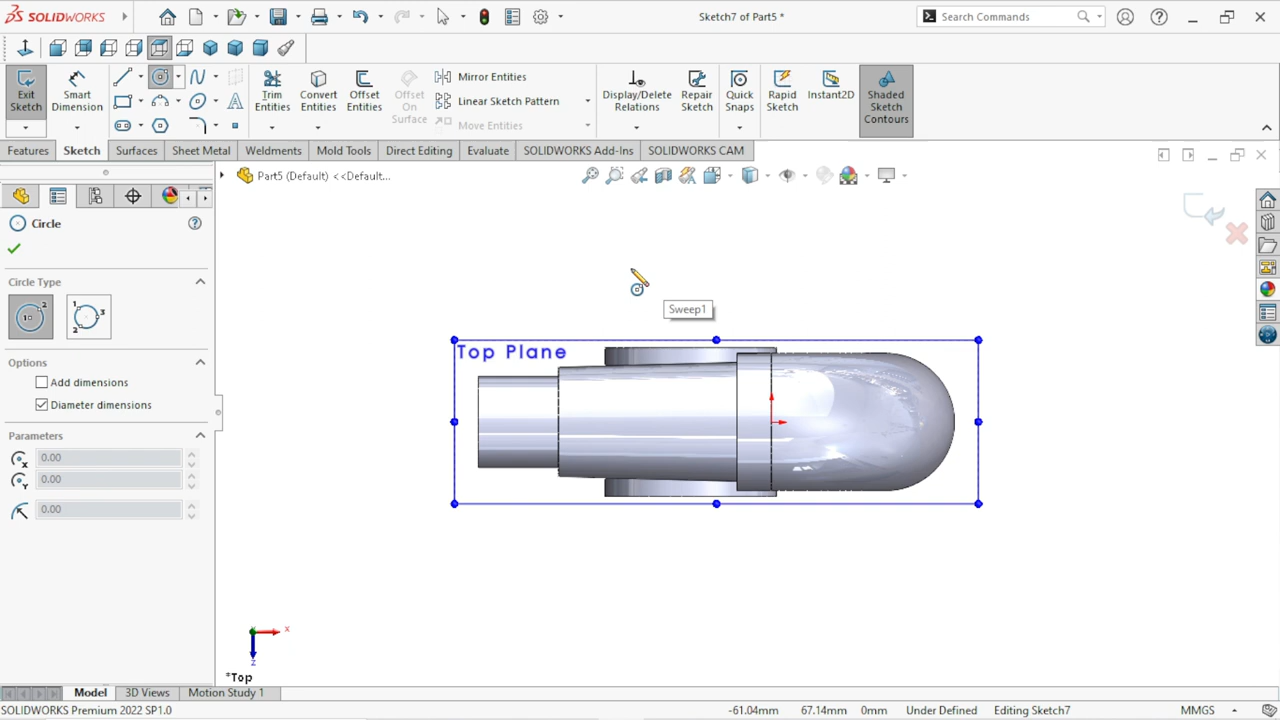 SOLIDWORKS
Sketch7 of Part5 *
Search Commands
Exit Sketch
Smart Dimension
Trim Entities
Convert Entities
Offset Entities
Offset On Surface
Mirror Entities
Linear Sketch Pattern
Move Entities
Display/Delete Relations
Repair Sketch
Quick Snaps
Rapid Sketch
Instant2D
Shaded Sketch Contours
Features
Sketch
Surfaces
Sheet Metal
Weldments
Mold Tools
Direct Editing
Evaluate
SOLIDWORKS Add-Ins
SOLIDWORKS CAM
Part5 (Default) <<Default...
Circle
Circle Type
Options
Add dimensions
Diameter dimensions
Parameters
0.00
0.00
0.00
Sweep1
Top Plane
x
z
*Top
Model
3D Views
Motion Study 1
SOLIDWORKS Premium 2022 SP1.0
-61.04mm
67.14mm
0mm
Under Defined
Editing Sketch7
MMGS